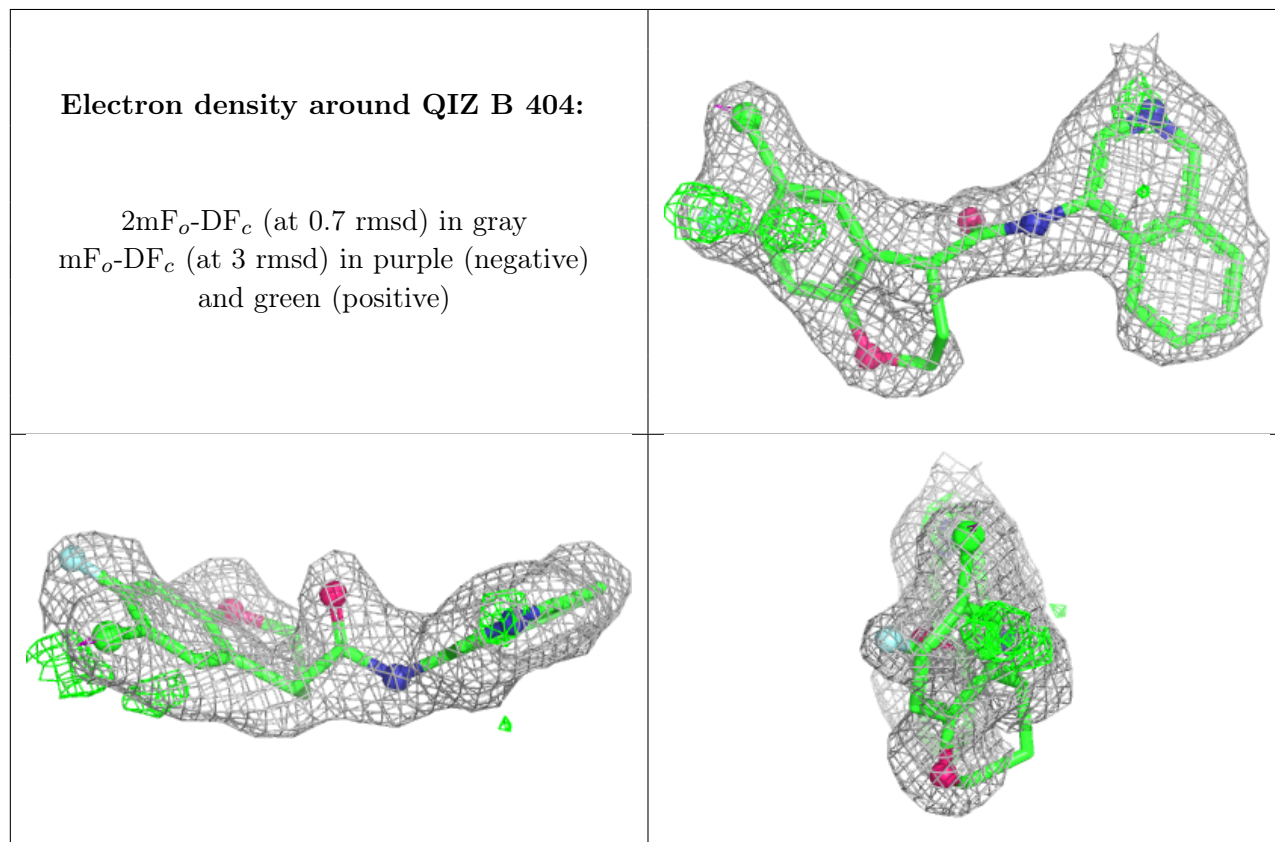 Electron density around QIZ B 404:
2mFo-DFc (at 0.7 rmsd) in gray
mFo-DFc (at 3 rmsd) in purple (negative)
and green (positive)